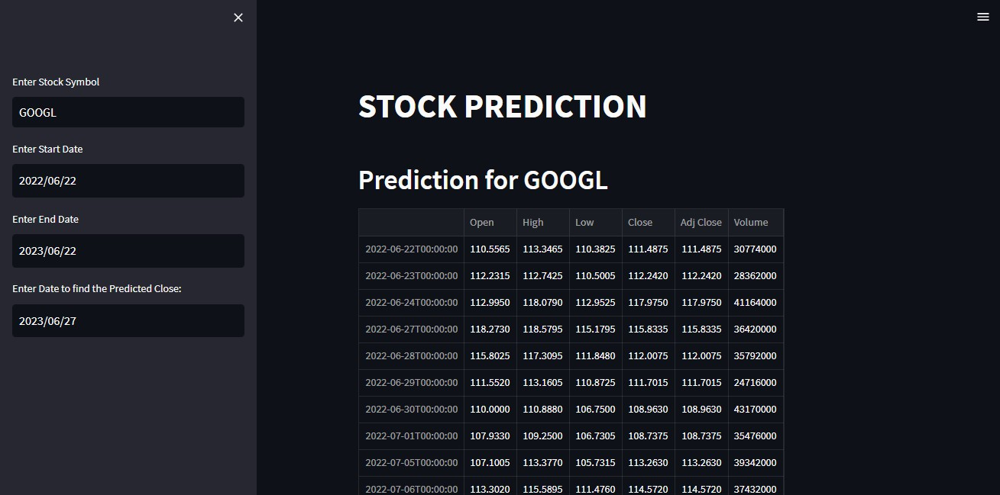 Enter Stock Symbol
GOOGL
Enter Start Date
2022/06/22
Enter End Date
2023/06/22
Enter Date to find the Predicted Close:
2023/06/27
STOCK PREDICTION
Prediction for GOOGL
Open High Low Close Adj Close Volume
2022-06-22T00:00:00 110.5565 113.3465 110.3825 111.4875 111.4875 30774000
2022-06-23T00:00:00 112.2315 112.7425 110.5005 112.2420 112.2420 28362000
2022-06-24T00:00:00 112.9950 118.0790 112.9525 117.9750 117.9750 41164000
2022-06-27T00:00:00 118.2730 118.5795 115.1795 115.8335 115.8335 36420000
2022-06-28T00:00:00 115.8025 117.3095 111.8480 112.0075 112.0075 35792000
2022-06-29T00:00:00 111.5520 113.1605 110.8725 111.7015 111.7015 24716000
2022-06-30T00:00:00 110.0000 110.8880 106.7500 108.9630 108.9630 43170000
2022-07-01T00:00:00 107.9330 109.2500 106.7305 108.7375 108.7375 35476000
2022-07-05T00:00:00 107.1005 113.3770 105.7315 113.2630 113.2630 39342000
2022-07-06T00:00:00 113.3020 115.5895 111.4760 114.5720 114.5720 37432000